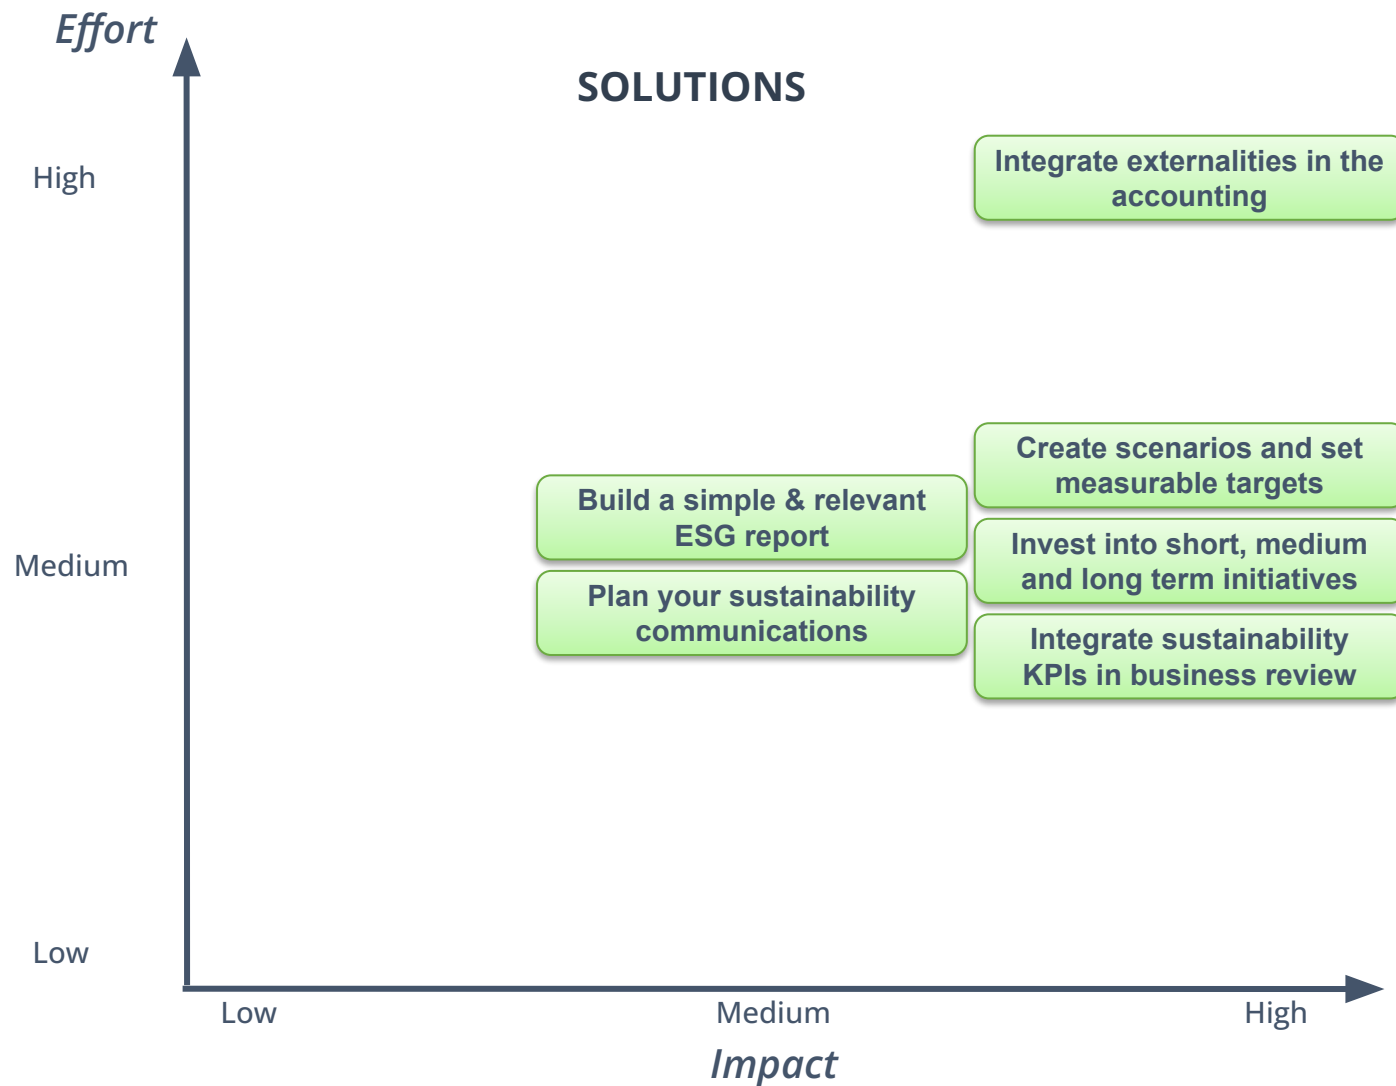 Effort
SOLUTIONS
High
Integrate externalities in the
accounting
Create scenarios and set
measurable targets
Build a simple & relevant
ESG report
Medium
Invest into short, medium
and long term initiatives
Plan your sustainability
communications
Integrate sustainability
KPIs in business review
Low
Low
Medium
High
Impact